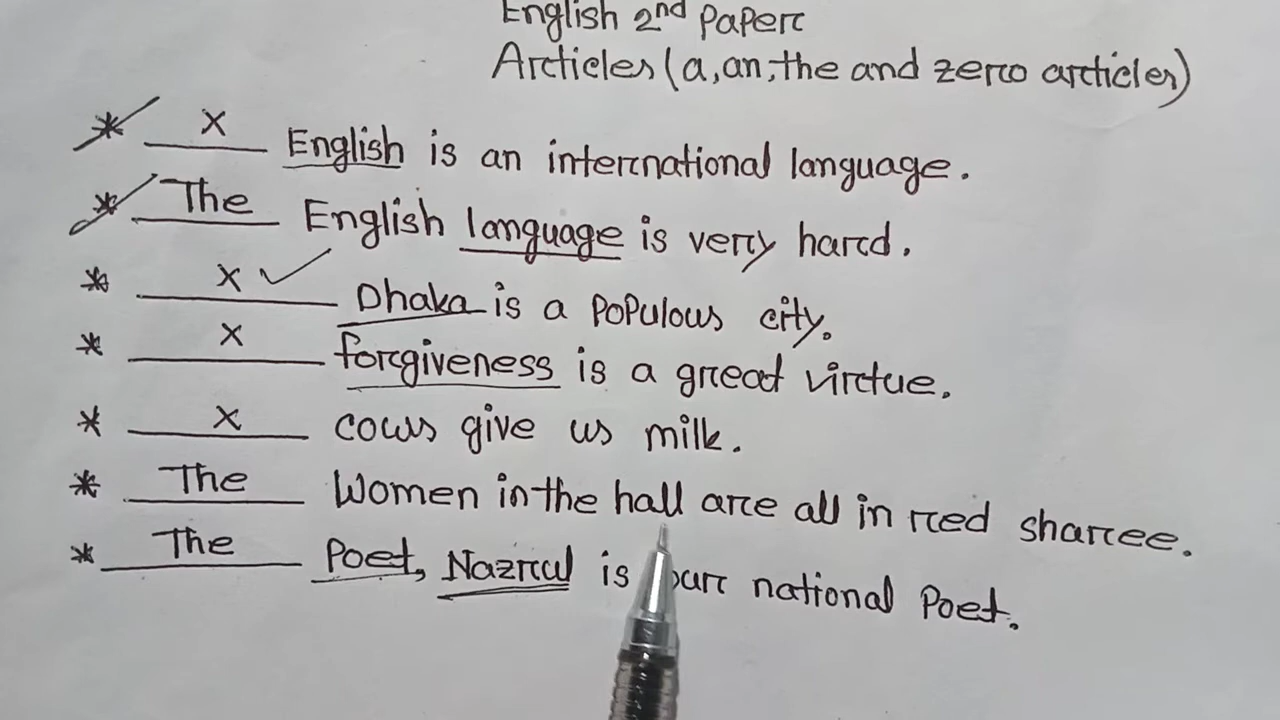 English 2nd Paper
Articles (a, an, the and zero articles)
* x English is an international language.
* The English language is very hard.
* x ✓ Dhaka is a populous city.
* x forgiveness is a great virtue.
* x cows give us milk.
* The Women in the hall are all in red sharee.
* The Poet, Nazrul is our national Poet.